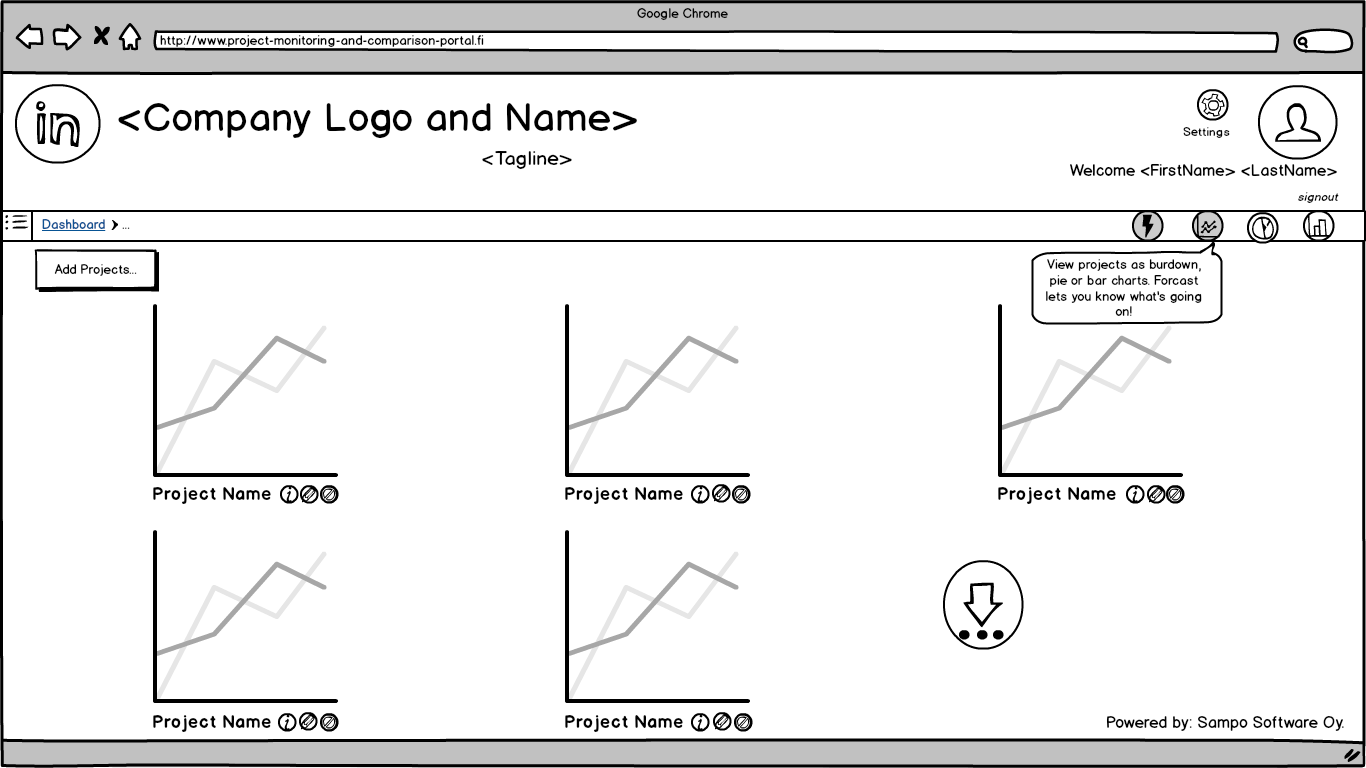 Google Chrome
http://www.project-monitoring-and-comparison-portal.fi
in
<Company Logo and Name>
<Tagline>
Settings
Welcome <FirstName> <LastName>
signout
Dashboard ...
Add Projects...
View projects as burdown,
pie or bar charts. Forcast
lets you know what's going
on!
Project Name i
Project Name i
Project Name i
Project Name i
Project Name i
Powered by: Sampo Software Oy.